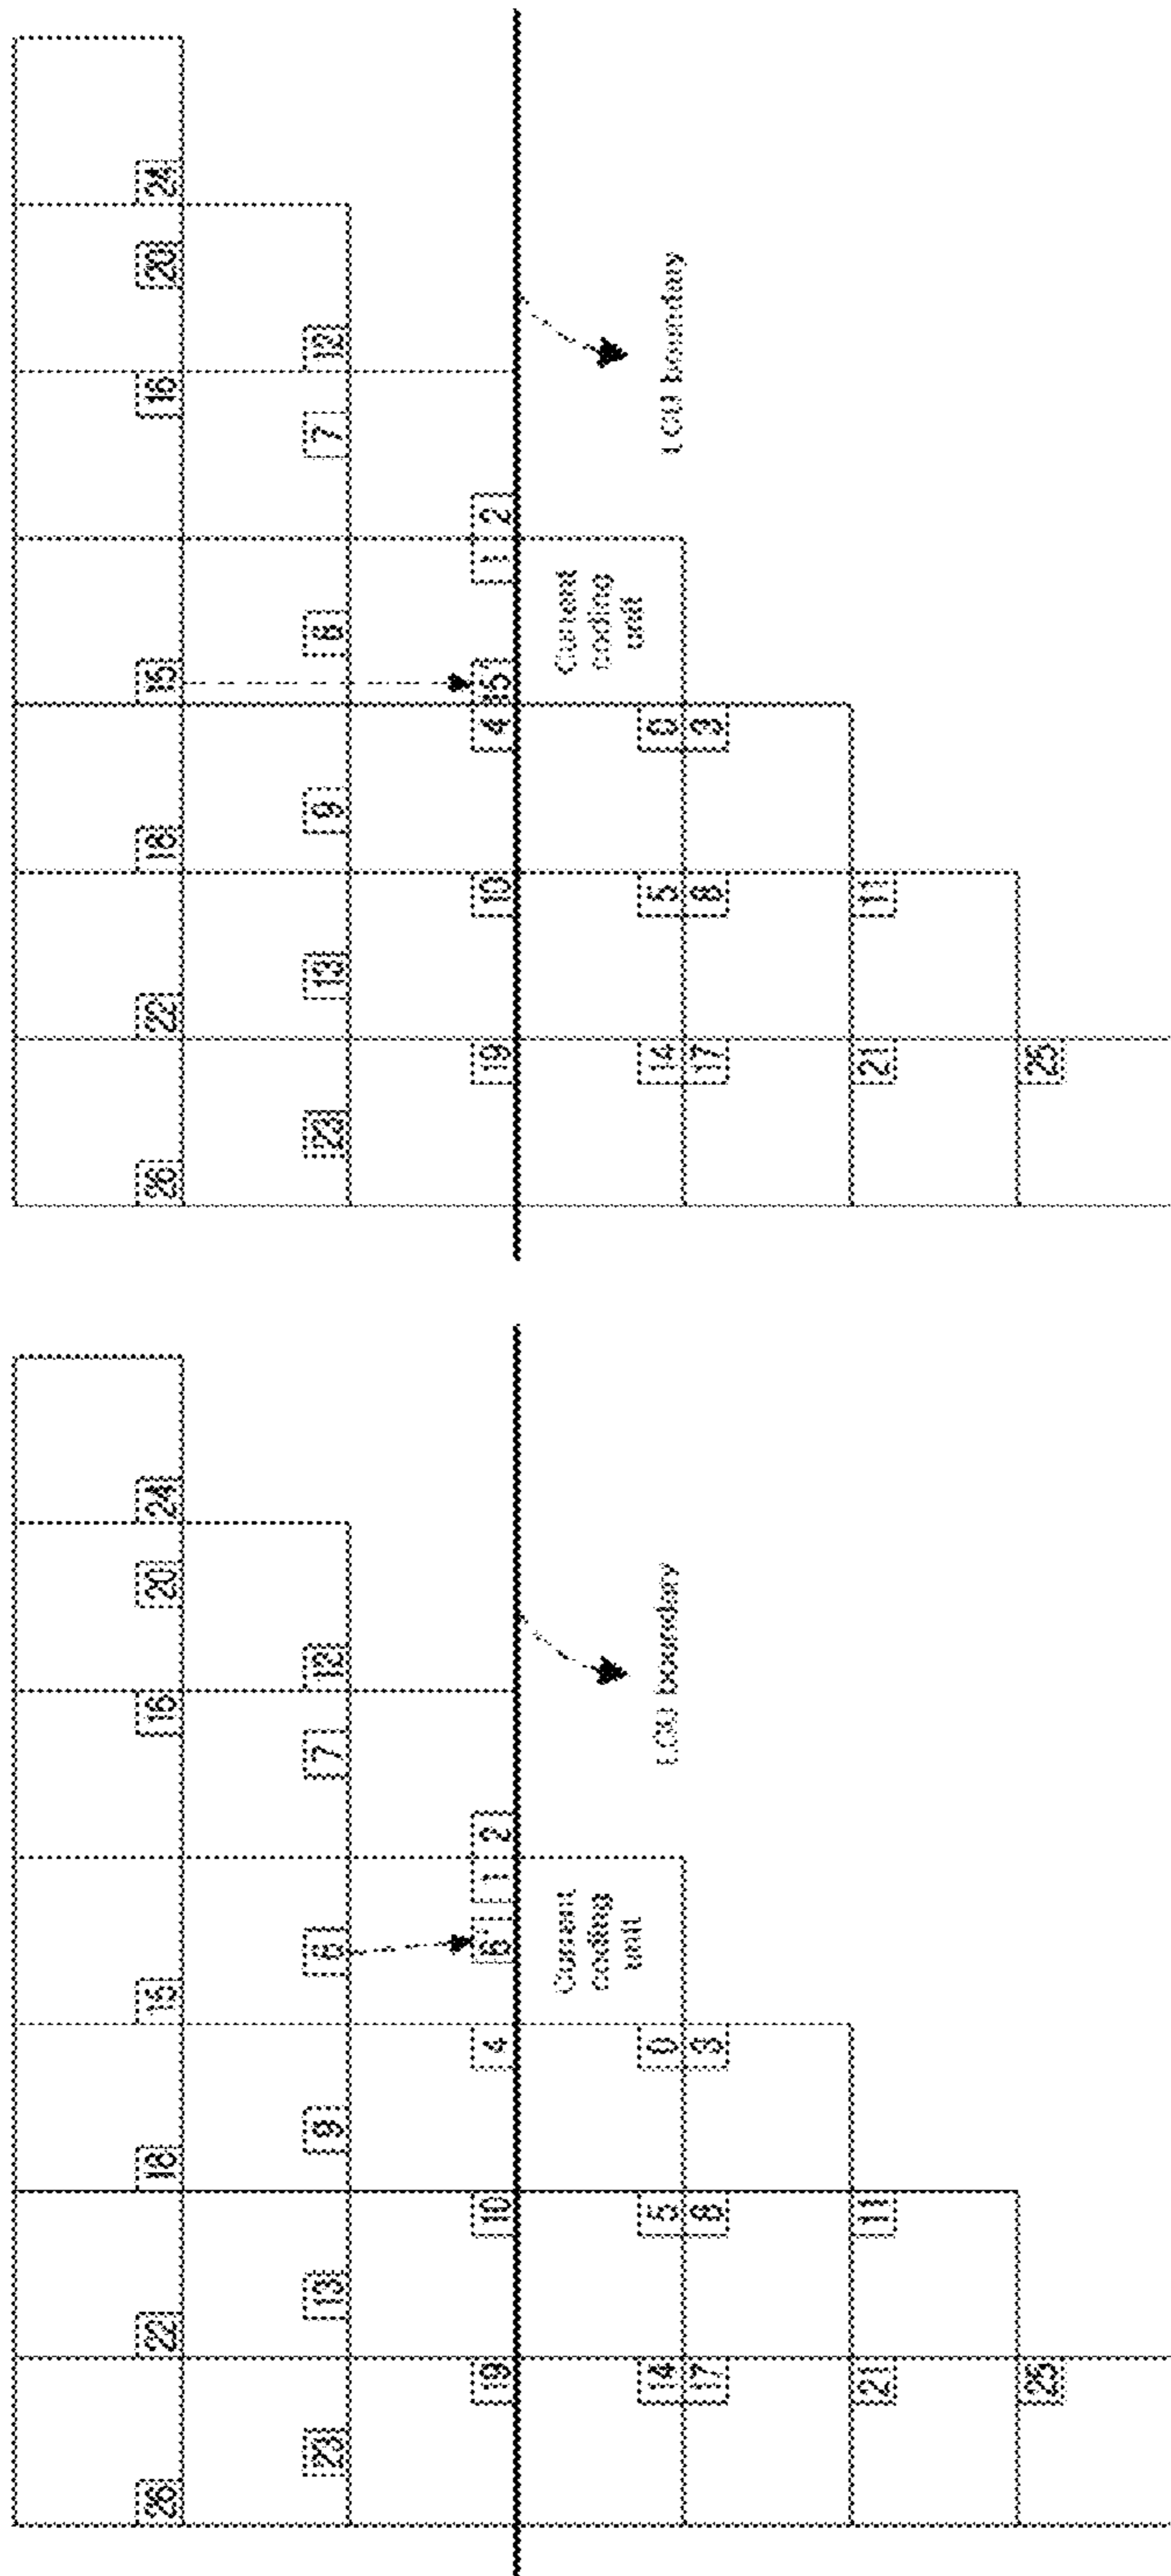 26 22 18 15 16 20 24
23 13 9 6 7 12
19 10 4 6 1 2
Current
coding
unit
14 5 0
LCU boundary
17 8 3
21 11
25
26 22 18 15 16 20 24
23 13 9 6 7 12
19 10 4 15 1 2
Current
coding
unit
14 5 0
LCU boundary
17 8 3
21 11
25